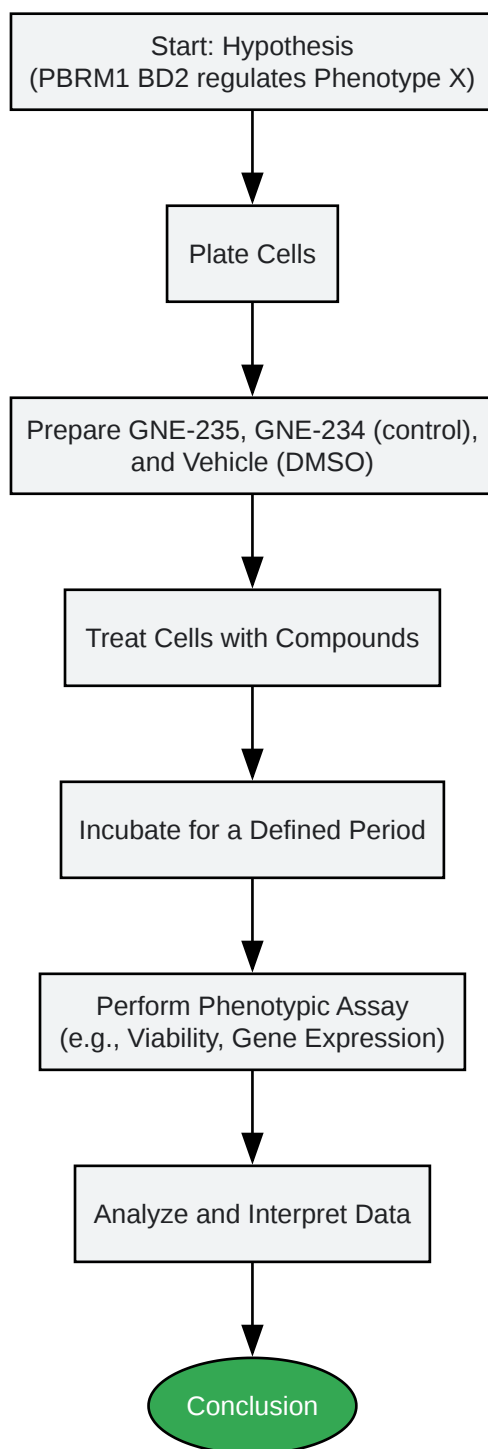 Start: Hypothesis
(PBRM1 BD2 regulates Phenotype X)
Plate Cells
Prepare GNE-235, GNE-234 (control),
and Vehicle (DMSO)
Treat Cells with Compounds
Incubate for a Defined Period
Perform Phenotypic Assay
(e.g., Viability, Gene Expression)
Analyze and Interpret Data
Conclusion